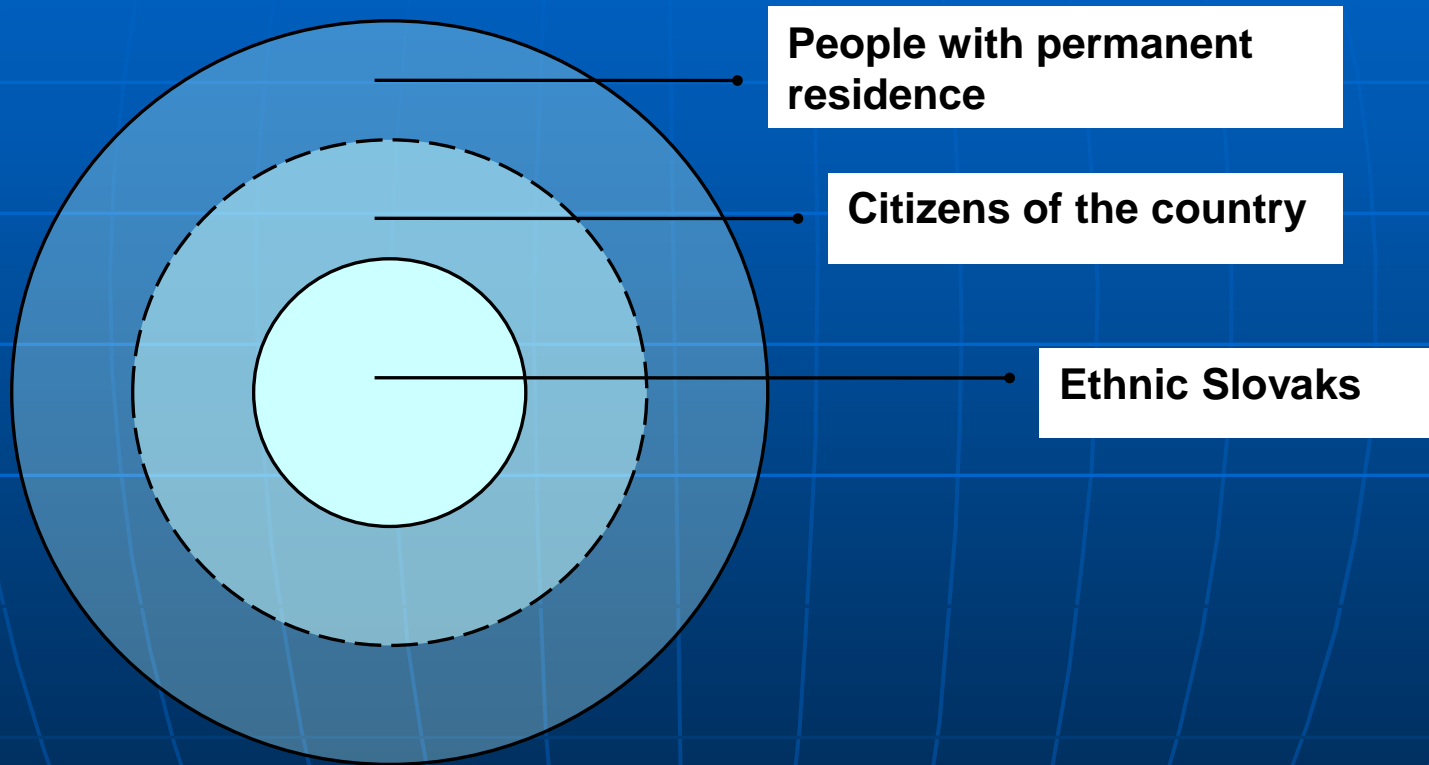 People with permanent
residence
Citizens of the country
Ethnic Slovaks